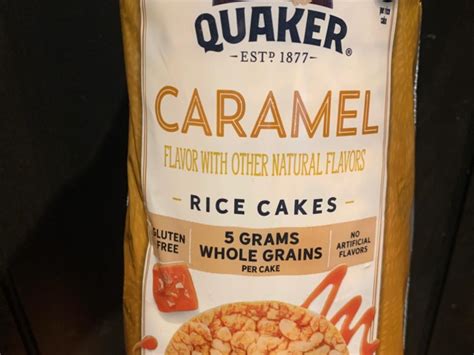 QUAKER®
-ESTD 1877-
CARAMEL
FLAVOR WITH OTHER NATURAL FLAVORS
- RICE CAKES -
GLUTEN
FREE
5 GRAMS
WHOLE GRAINS
PER CAKE
NO
ARTIFICIAL
FLAVORS